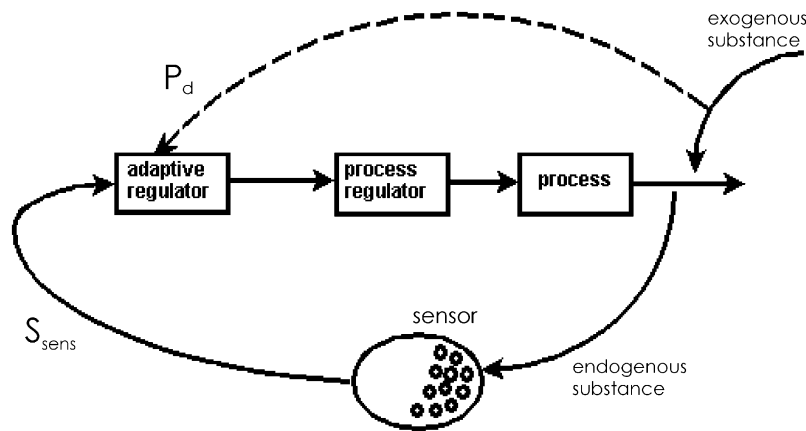 exogenous
substance
P_d
adaptive
regulator
process
regulator
process
S_sens
sensor
endogenous
substance